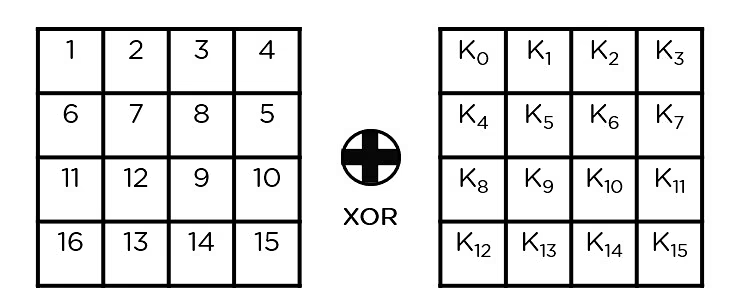 1 2 3 4 K₀ K₁ K₂ K₃
6 7 8 5 K₄ K₅ K₆ K₇
11 12 9 10 K₈ K₉ K₁₀ K₁₁
XOR
16 13 14 15 K₁₂ K₁₃ K₁₄ K₁₅